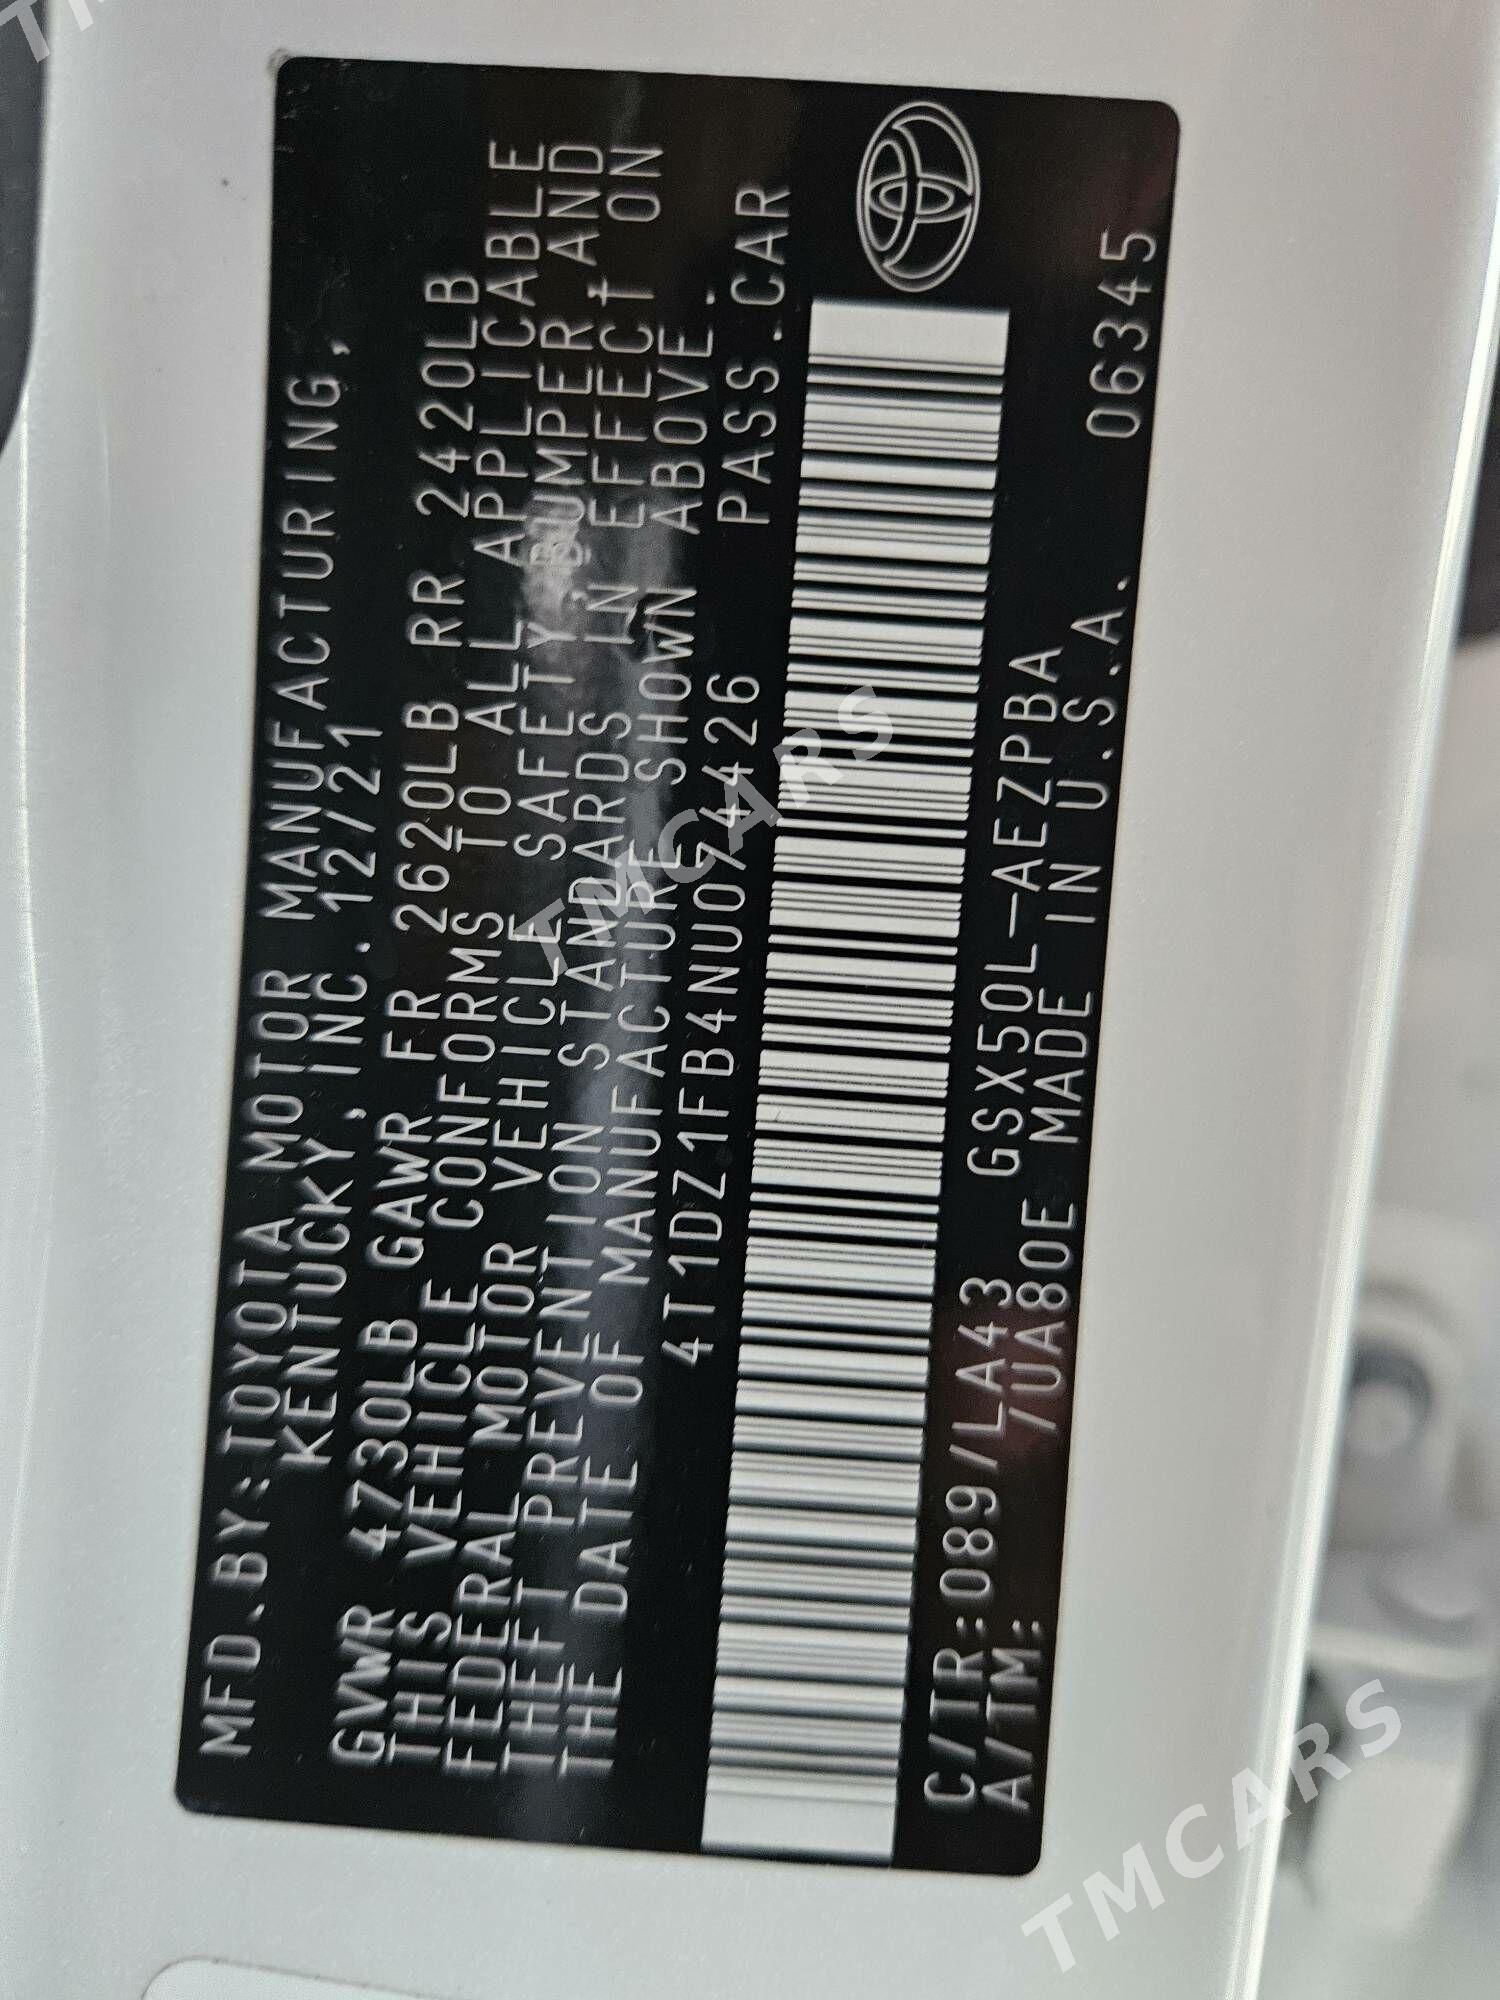 MFD.BY:TOYOTA MOTOR MANUFACTURING,
KENTUCKY,INC. 12/21
GVWR 4730LB GAWR FR 2620LB RR 2420LB
THIS VEHICLE CONFORMS TO ALL APPLICABLE
FEDERAL MOTOR VEHICLE SAFETY,BUMPER,AND
THEFT PREVENTION STANDARDS IN EFFECT ON
THE DATE OF MANUFACTURE SHOWN ABOVE.
4T1DZ1FB4NU074426 PASS.CAR
C/TR:089/LA43 GSX50L-AEZPBA
A/TM: /UA80E MADE IN U.S.A. 06345
TMCARS
TMCARS